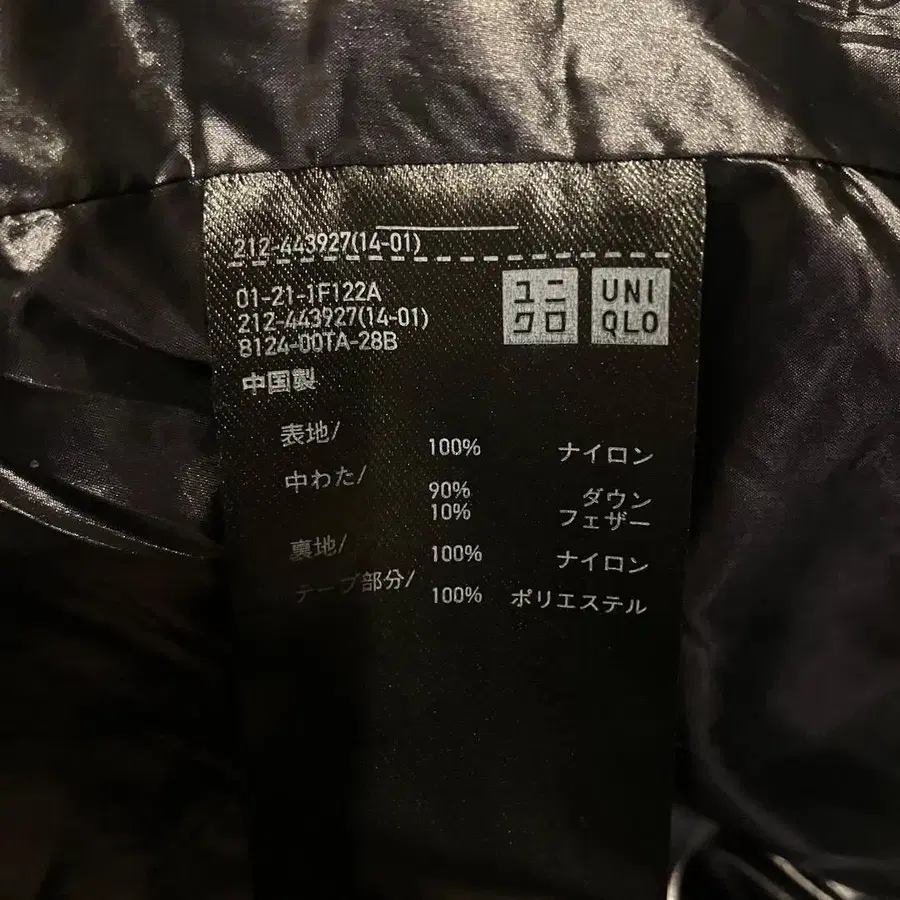 212-443927(14-01)
01-21-1F122A
212-443927(14-01)
8124-00TA-28B
ユニ
クロ
UNI
QLO
中国製
表地/
100% ナイロン
中わた/
90% ダウン
10% フェザー
裏地/
100% ナイロン
テープ部分/
100% ポリエステル